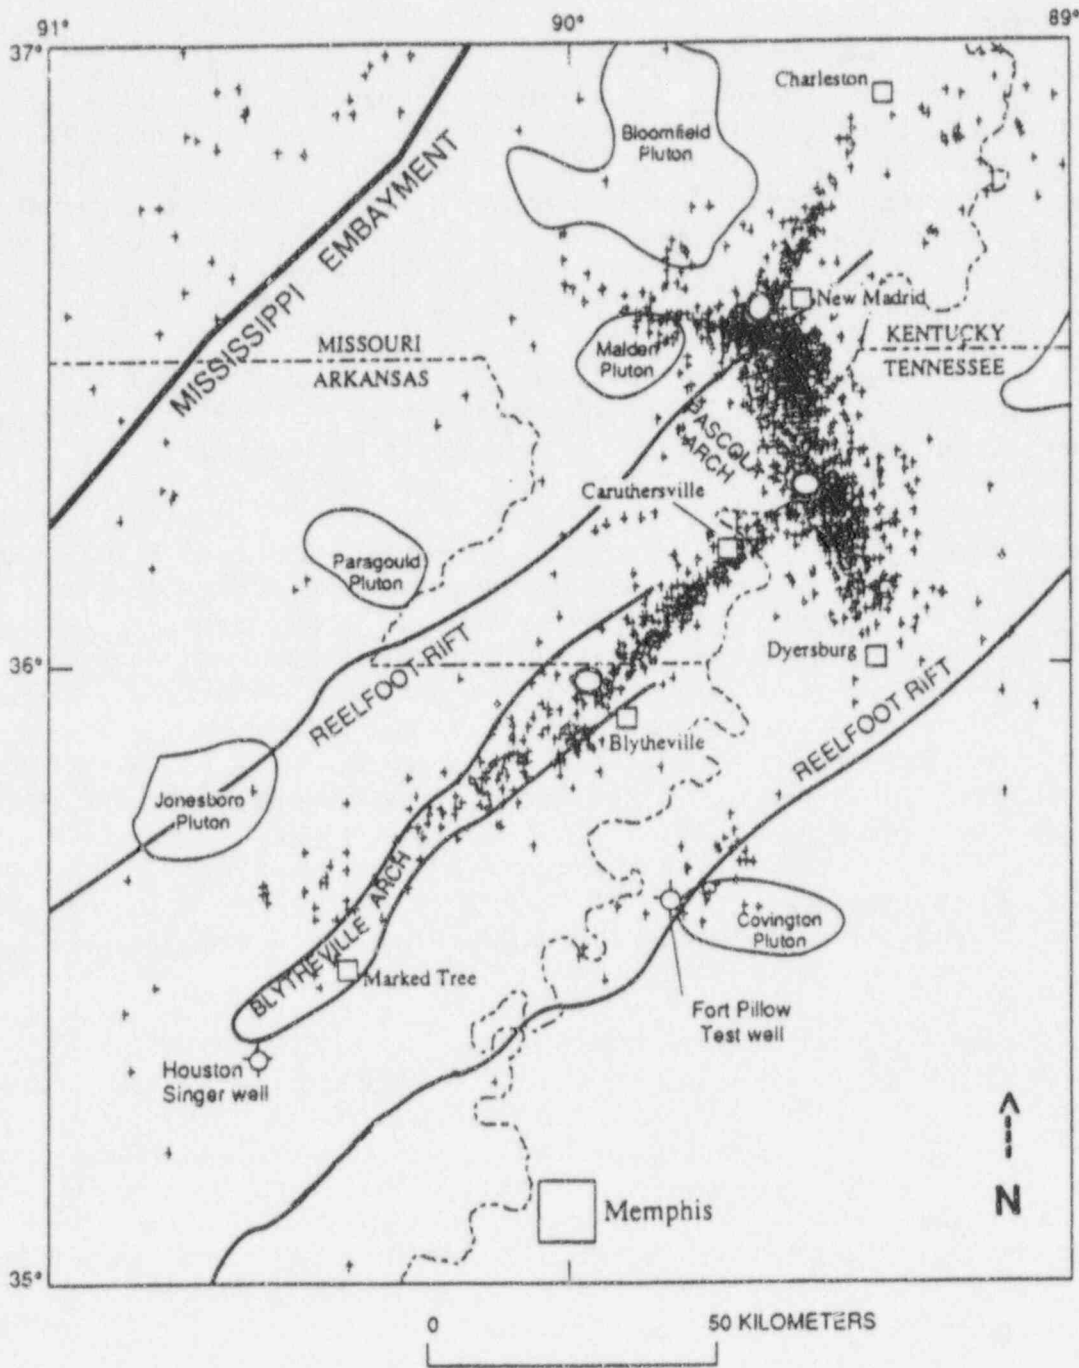 91°
90°
89°
37°
Charleston
Bloomfield
Pluton
MISSISSIPPI EMBAYMENT
New Madrid
MISSOURI
ARKANSAS
KENTUCKY
TENNESSEE
Malden
Pluton
PASCOLA
ARCH
Caruthersville
Paragould
Pluton
36°
REELFOOT RIFT
Dyersburg
REELFOOT RIFT
Blytheville
Jonesboro
Pluton
BLYTHEVILLE ARCH
Covington
Pluton
Marked Tree
Fort Pillow
Test well
Houston
Singer well
N
Memphis
35°
0
50 KILOMETERS